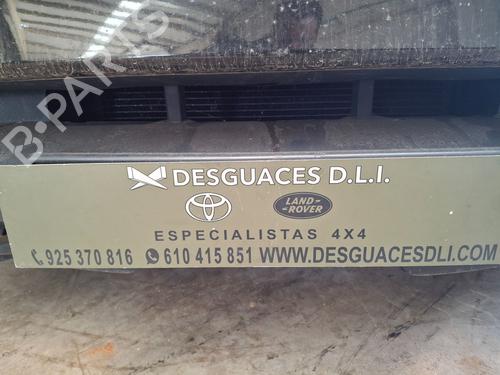 B-PARTS
DESGUACES D.L.I.
LAND-
-ROVER
ESPECIALISTAS 4X4
925 370 816 610 415 851 WWW.DESGUACESDLI.COM